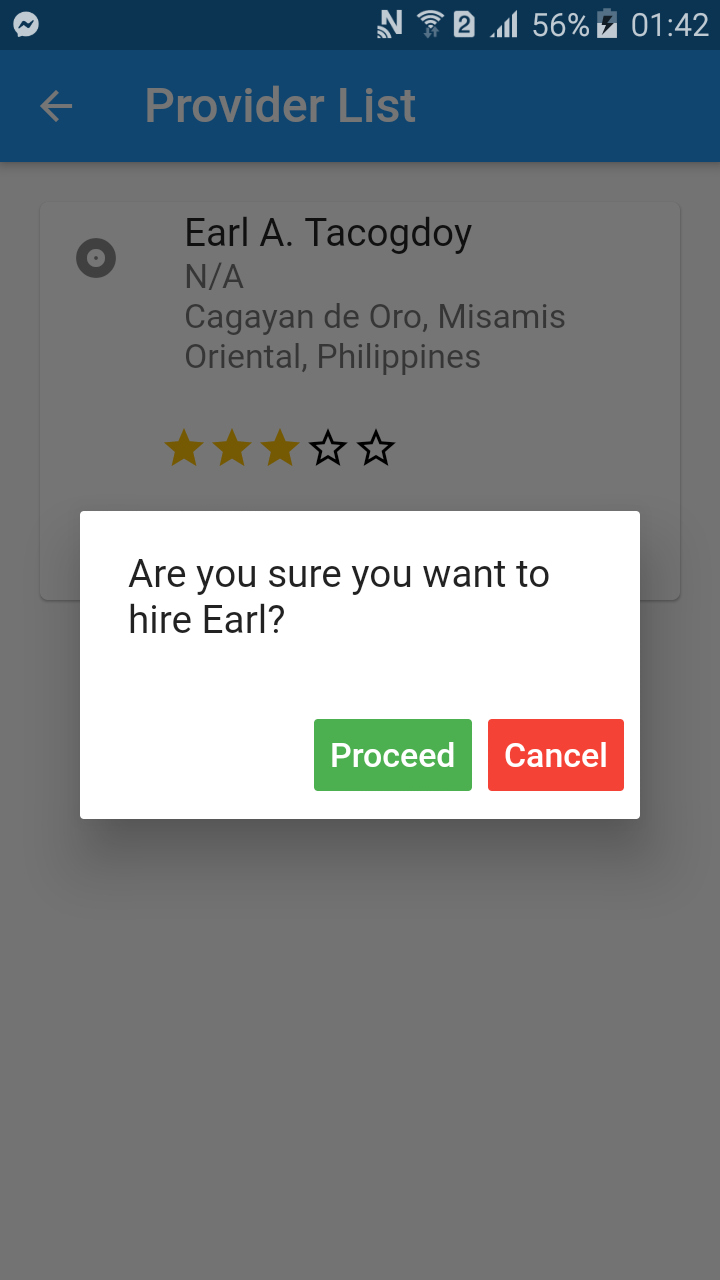 2 56% 01:42
Provider List
Earl A. Tacogdoy
N/A
Cagayan de Oro, Misamis
Oriental, Philippines
Are you sure you want to
hire Earl?
Proceed Cancel